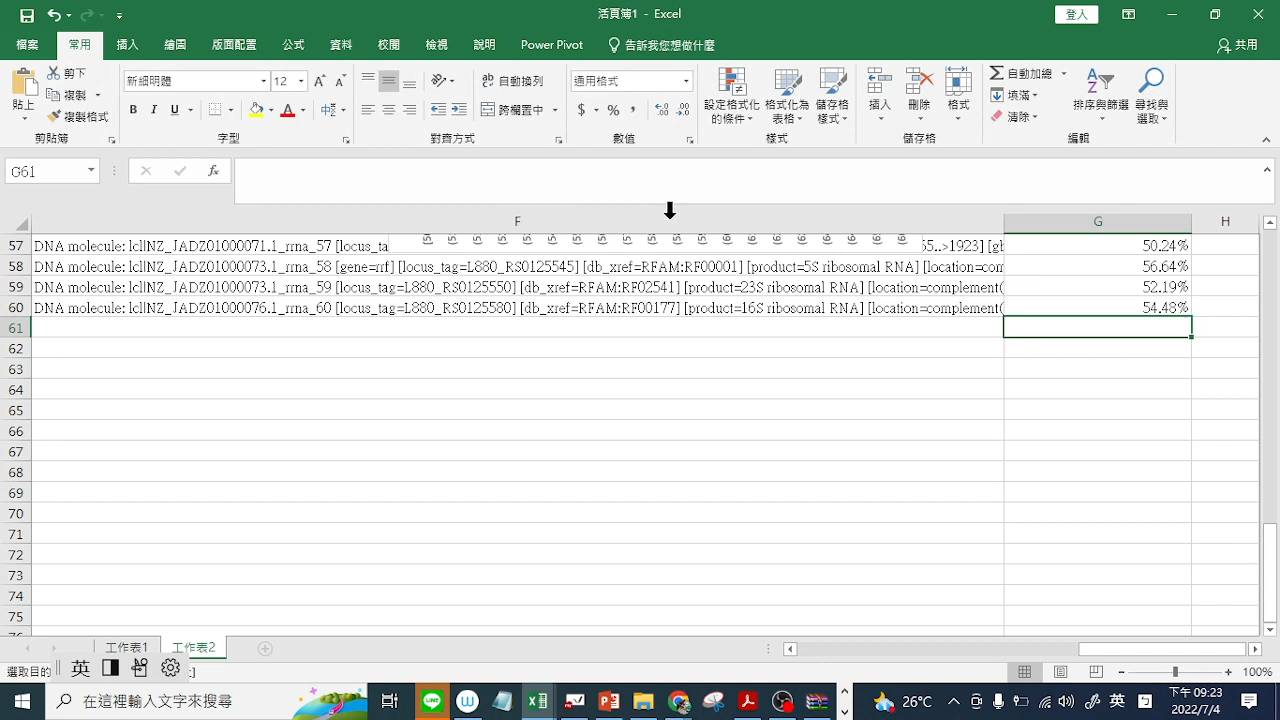 活頁簿1 - Excel
登入
檔案 常用 插入 繪圖 版面配置 公式 資料 校閱 檢視 說明 Power Pivot 告訴我您想做什麼 共用
貼上 剪下 複製 複製格式
新細明體 12
B I U
自動換列
跨欄置中
通用格式
$ %
設定格式化的條件 格式化為表格 儲存格樣式
插入 刪除 格式
自動加總 填滿 清除
排序與篩選 尋找與選取
剪貼簿 字型 對齊方式 數值 樣式 儲存格 編輯
G61 fx
F G H
57 DNA molecule: lcl|NZ_JADZ01000071.1_rrna_57 50.24%
58 DNA molecule: lcl|NZ_JADZ01000073.1_rrna_58 [gene=rrf] [locus_tag=L880_RS0125545] [db_xref=RFAM:RF00001] [product=5S ribosomal RNA] [location=com 56.64%
59 DNA molecule: lcl|NZ_JADZ01000073.1_rrna_59 [locus_tag=L880_RS0125550] [db_xref=RFAM:RF02541] [product=23S ribosomal RNA] [location=complement( 52.19%
60 DNA molecule: lcl|NZ_JADZ01000076.1_rrna_60 [locus_tag=L880_RS0125580] [db_xref=RFAM:RF00177] [product=16S ribosomal RNA] [location=complement( 54.48%
61
62
63
64
65
66
67
68
69
70
71
72
73
74
75
工作表1 工作表2
選取目的
英
100%
在這裡輸入文字來搜尋
26°C
英
下午 09:23
2022/7/4